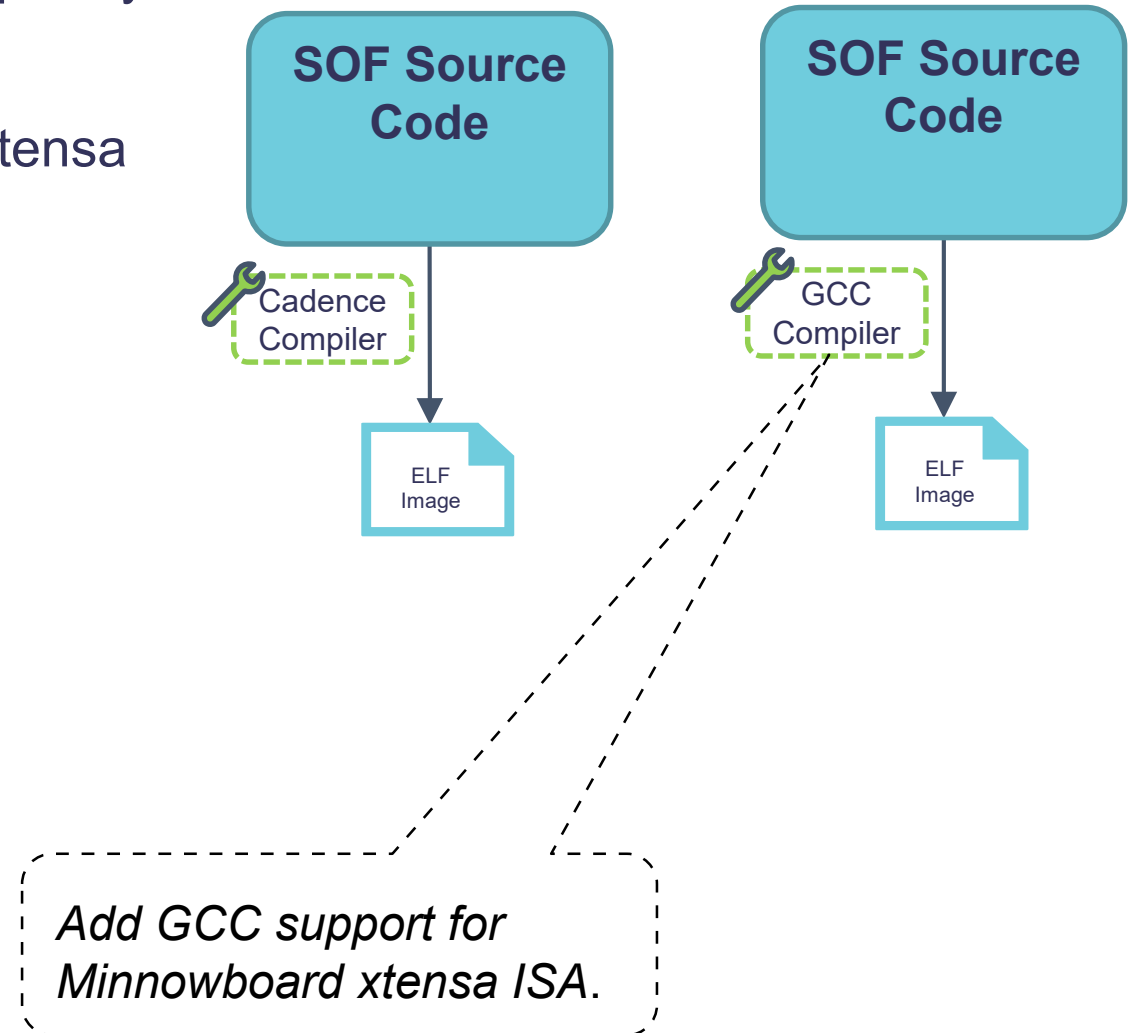 tensa
SOF Source
Code
Cadence
Compiler
ELF
Image
SOF Source
Code
GCC
Compiler
ELF
Image
Add GCC support for
Minnowboard xtensa ISA.